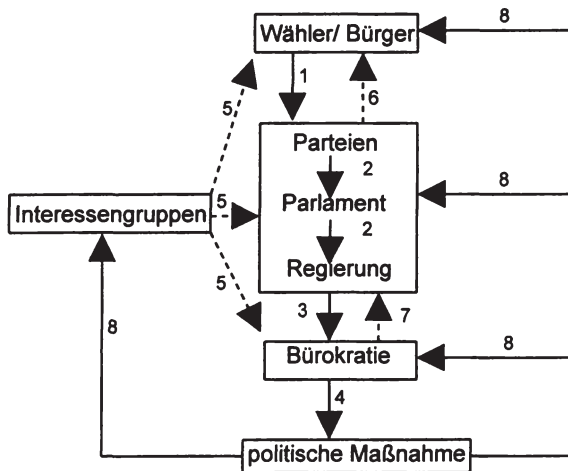 Wähler/ Bürger
8
1
6
5
Parteien
2
5
Interessengruppen
Parlament
8
2
Regierung
5
3
7
8
Bürokratie
8
4
politische Maßnahme